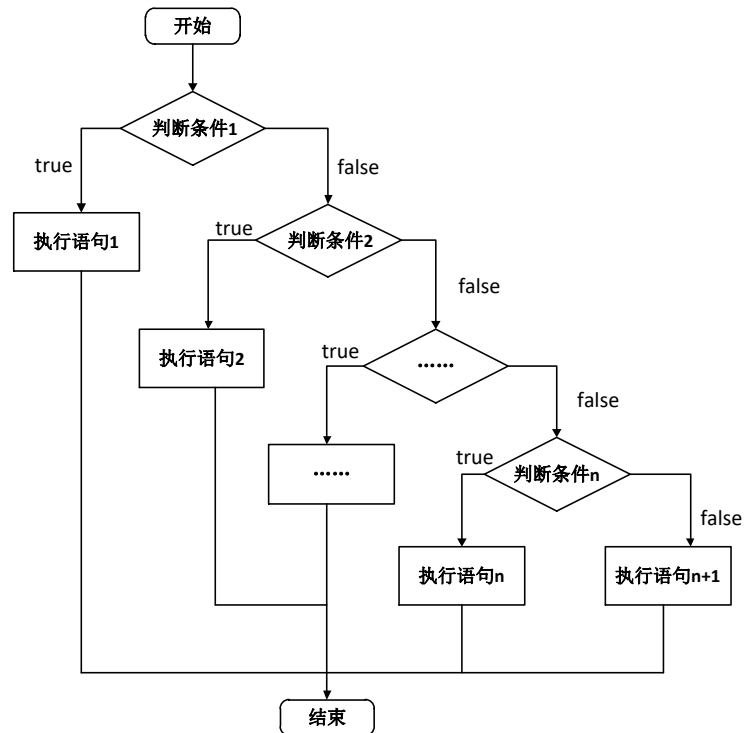 开始
判断条件1
true
false
执行语句1
true
判断条件2
false
执行语句2
true
……
false
……
true
判断条件n
false
执行语句n
执行语句n+1
结束